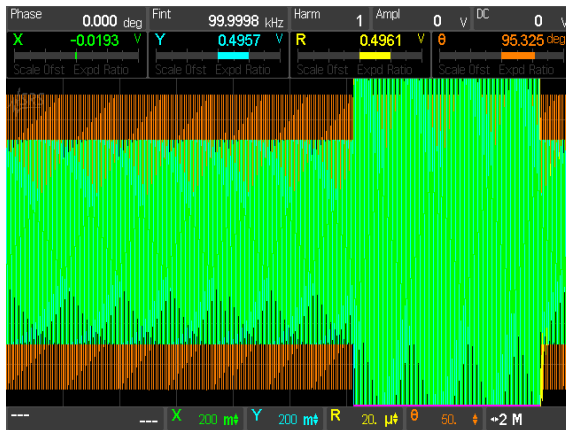 Phase 0.000 deg Fint 99.9998 kHz Harm 1 Ampl 0 V DC 0 V
X -0.0193 V Y 0.4957 V R 0.4961 V θ 95.325 deg
Scale Ofst Expd Ratio Scale Ofst Expd Ratio Scale Ofst Expd Ratio Scale Ofst Expd Ratio
SRS
--- --- X 200 m Y 200 m R 20. μ θ 50. 2 M